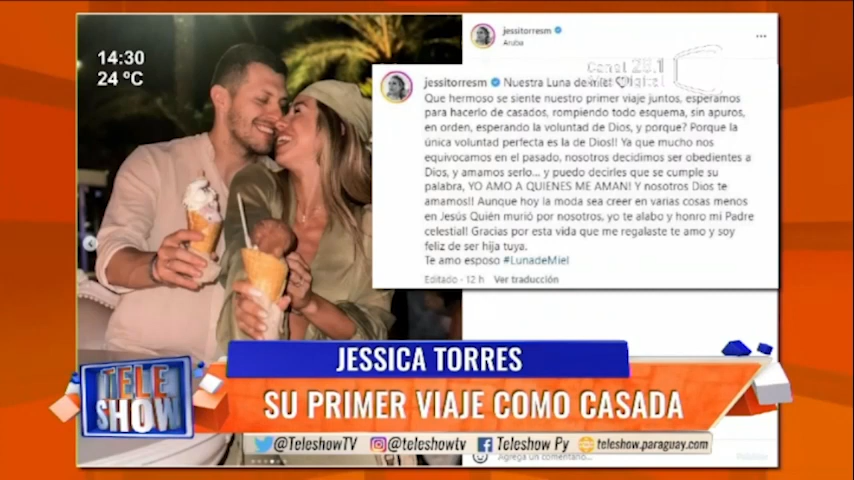 14:30
24 ºC
jessitorresm
Aruba
Canal 28.1
Digital
jessitorresm Nuestra Luna de miel
Que hermoso se siente nuestro primer viaje juntos, esperamos
para hacerlo de casados, rompiendo todo esquema, sin apuros,
en orden, esperando la voluntad de Dios, y porque? Porque la
única voluntad perfecta es la de Dios!! Ya que mucho nos
equivocamos en el pasado, nosotros decidimos ser obedientes a
Dios, y amamos serlo... y puedo decirles que se cumple su
palabra, YO AMO A QUIENES ME AMAN! Y nosotros Dios te
amamos!! Aunque hoy la moda sea creer en varias cosas menos
en Jesús Quién murió por nosotros, yo te alabo y honro mi Padre
celestial! Gracias por esta vida que me regalaste te amo y soy
feliz de ser hija tuya.
Te amo esposo #LunadeMiel
Editado · 12 h Ver traducción
JESSICA TORRES
TELE
SHOW
SU PRIMER VIAJE COMO CASADA
@TeleshowTV @teleshowtv Teleshow Py teleshow.paraguay.com
Agrega un comentario...